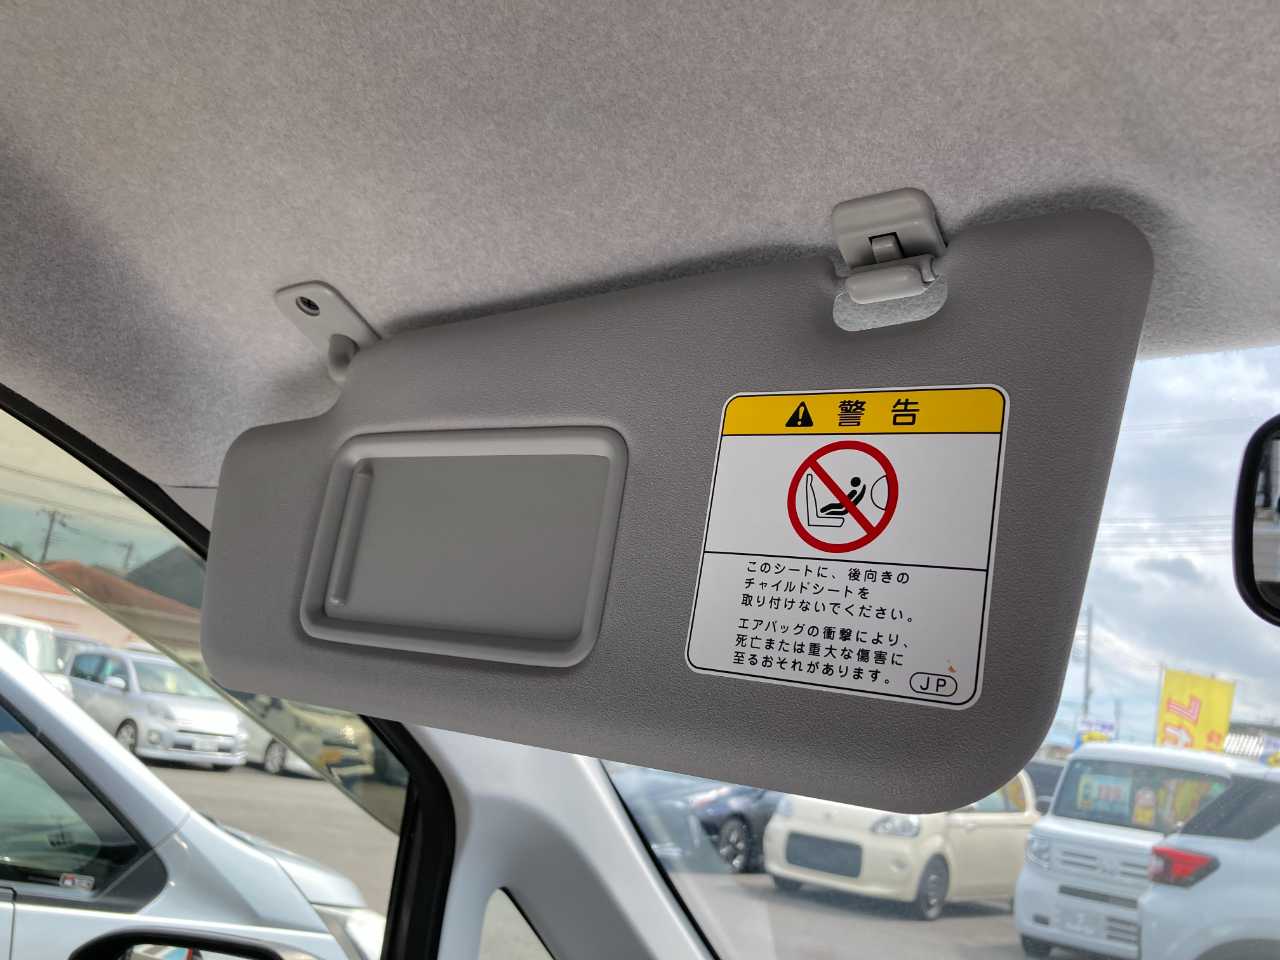 警告
このシートに、後向きの
チャイルドシートを
取り付けないでください。
エアバッグの衝撃により、
死亡または重大な傷害に
至るおそれがあります。
JP